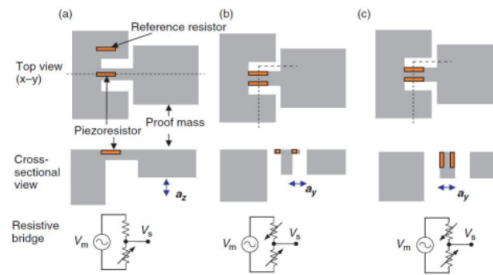 (a)
(b)
(c)
Reference resistor
Top view
(x–y)
Piezoresistor
Proof mass
Cross-
sectional
view
a_z
a_y
a_y
Resistive
bridge
V_m
V_s
V_m
V_s
V_m
V_s